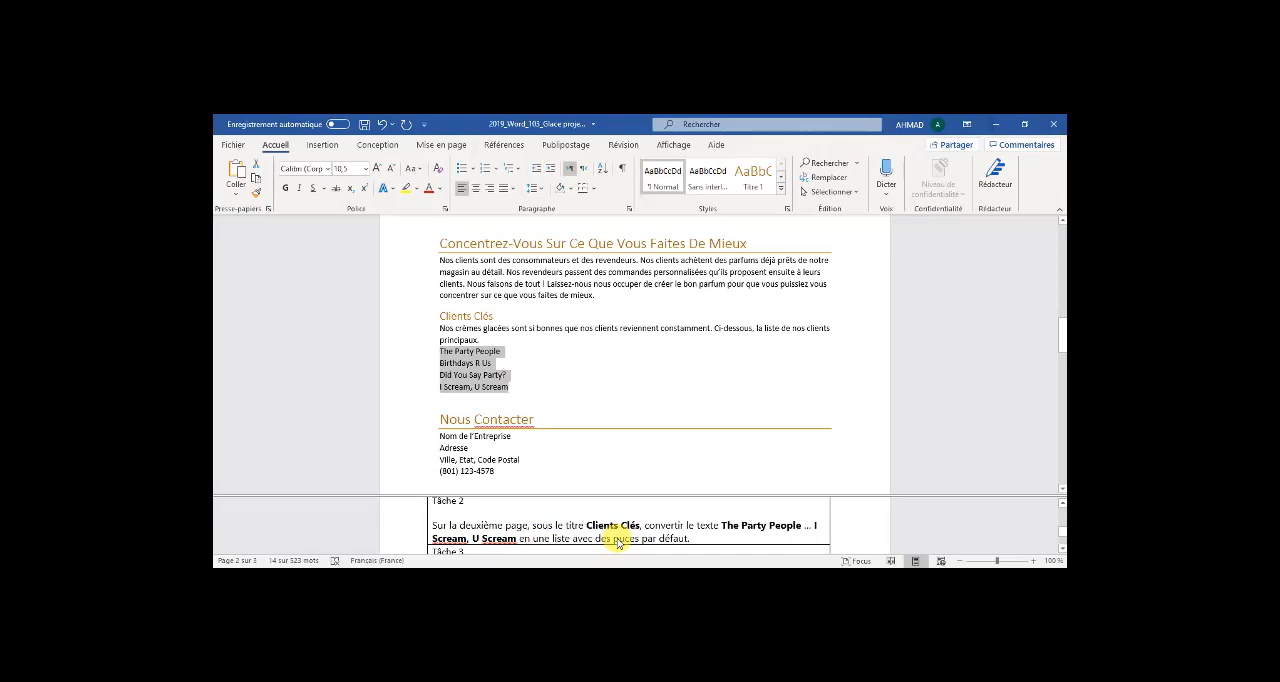 Enregistrement automatique
2019_Word_103_Glace proje...
Rechercher
AHMAD A
Fichier Accueil Insertion Conception Mise en page Références Publipostage Révision Affichage Aide
Partager Commentaires
Coller
Calibri (Corp 10,5
G I S ab x₂ x²
AaBbCcDd AaBbCcDd AaBbC
¶ Normal Sans interl... Titre 1
Rechercher
Remplacer
Sélectionner
Dicter
Niveau de confidentialité
Rédacteur
Presse-papiers Police Paragraphe Styles Édition Voix Confidentialité Rédacteur
Concentrez-Vous Sur Ce Que Vous Faites De Mieux
Nos clients sont des consommateurs et des revendeurs. Nos clients achètent des parfums déjà prêts de notre
magasin au détail. Nos revendeurs passent des commandes personnalisées qu'ils proposent ensuite à leurs
clients. Nous faisons de tout ! Laissez-nous nous occuper de créer le bon parfum pour que vous puissiez vous
concentrer sur ce que vous faites de mieux.
Clients Clés
Nos crèmes glacées sont si bonnes que nos clients reviennent constamment. Ci-dessous, la liste de nos clients
principaux.
The Party People
Birthdays R Us
Did You Say Party?
I Scream, U Scream
Nous Contacter
Nom de l'Entreprise
Adresse
Ville, Etat, Code Postal
(801) 123-4578
Tâche 2
Sur la deuxième page, sous le titre Clients Clés, convertir le texte The Party People ... I
Scream, U Scream en une liste avec des puces par défaut.
Tâche 3
Page 2 sur 3 14 sur 523 mots Français (France) Focus 100 %